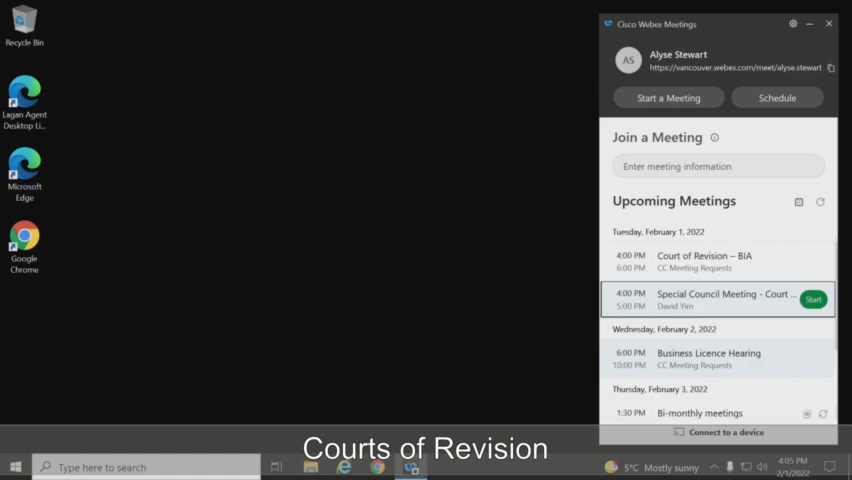 Recycle Bin
Lagan Agent
Desktop Li...
Microsoft
Edge
Google
Chrome
Cisco Webex Meetings
AS
Alyse Stewart
https://vancouver.webex.com/meet/alyse.stewart
Start a Meeting
Schedule
Join a Meeting
Enter meeting information
Upcoming Meetings
Tuesday, February 1, 2022
4:00 PM Court of Revision – BIA
6:00 PM CC Meeting Requests
4:00 PM Special Council Meeting - Court ...
5:00 PM David Yim
Start
Wednesday, February 2, 2022
6:00 PM Business Licence Hearing
10:00 PM CC Meeting Requests
Thursday, February 3, 2022
1:30 PM Bi-monthly meetings
Connect to a device
Courts of Revision
Type here to search
5°C Mostly sunny
4:05 PM
2/1/2022